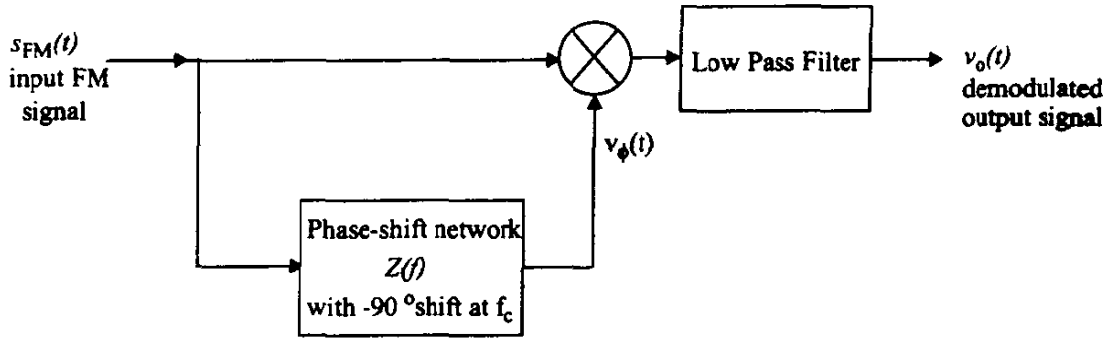 s_FM(t)
input FM
signal
Low Pass Filter
v_o(t)
demodulated
output signal
v_ϕ(t)
Phase-shift network
Z(f)
with -90 °shift at f_c